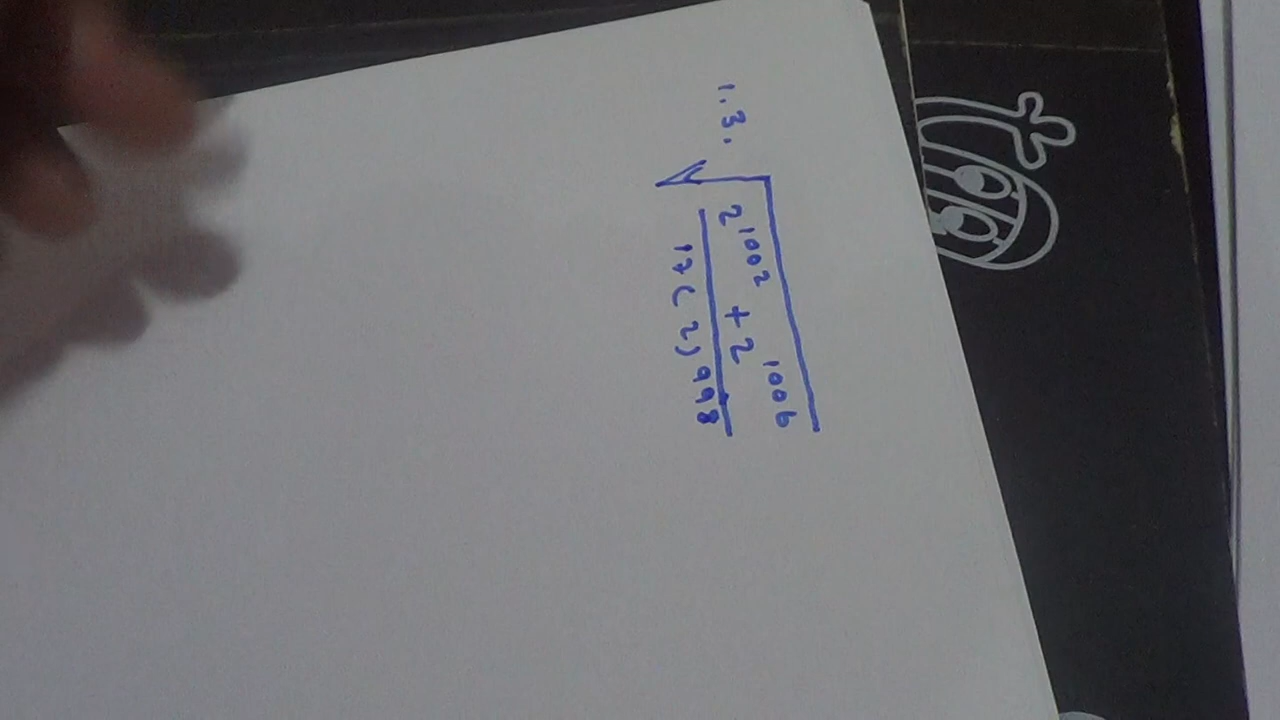 1.3.
√ 2^1002 + 2^1006
17(2)^998